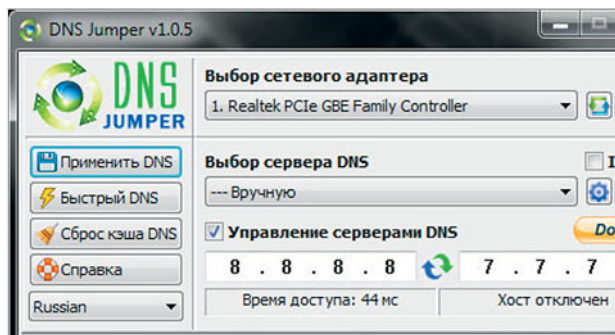 DNS Jumper v1.0.5
DNS
JUMPER
Выбор сетевого адаптера
1. Realtek PCIe GBE Family Controller
Применить DNS
Быстрый DNS
Сброс кэша DNS
Справка
Russian
Выбор сервера DNS
--- Вручную
Управление серверами DNS
8 . 8 . 8 . 8
7 . 7 . 7
Время доступа: 44 мс
Хост отключен